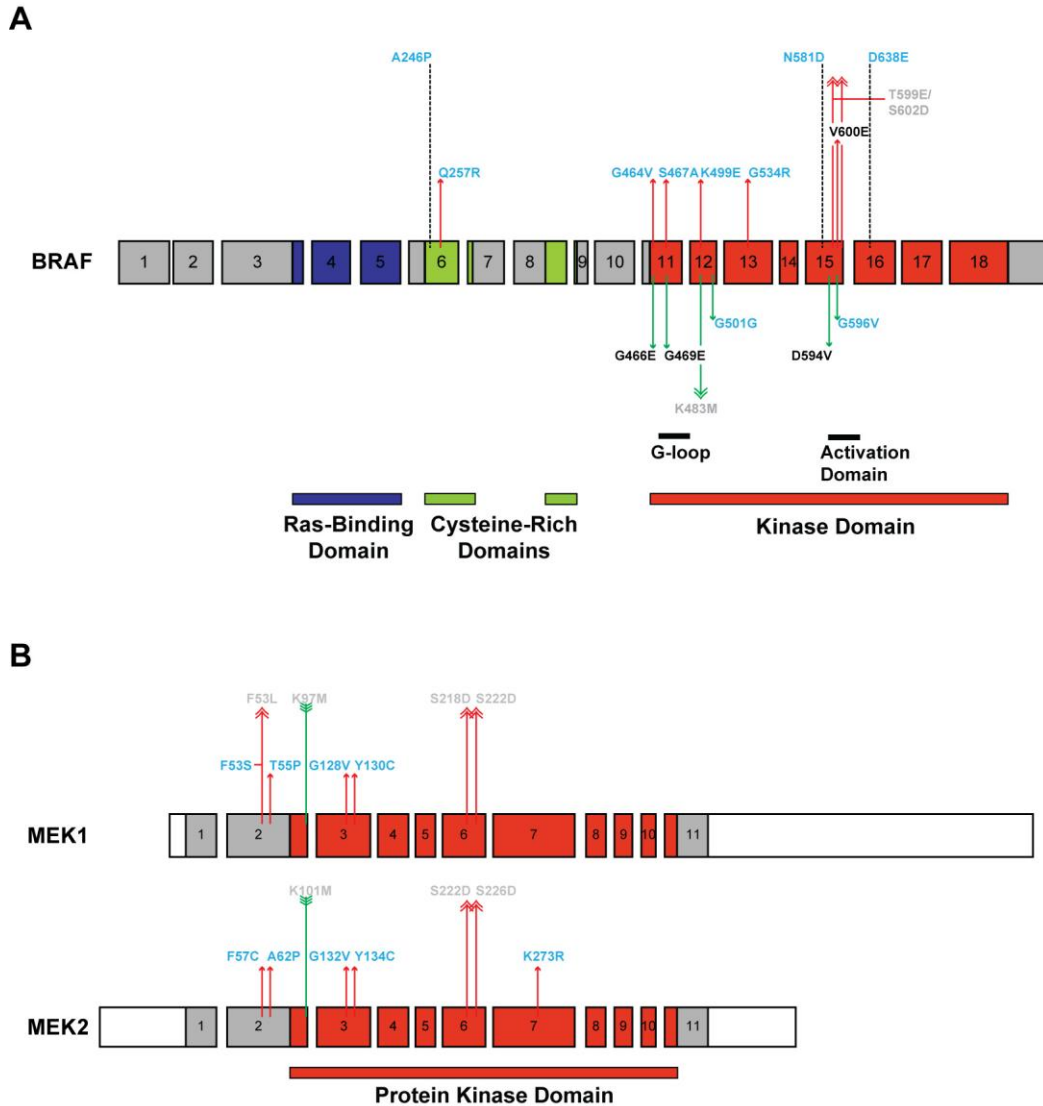 A
A246P
N581D
D638E
T599E/
S602D
V600E
Q257R
G464V
S467A
K499E
G534R
BRAF
1
2
3
4
5
6
7
8
9
10
11
12
13
14
15
16
17
18
G501G
G596V
G466E
G469E
D594V
K483M
G-loop
Activation
Domain
Ras-Binding
Domain
Cysteine-Rich
Domains
Kinase Domain
B
F53L
K97M
S218D
S222D
F53S
T55P
G128V
Y130C
MEK1
1
2
3
4
5
6
7
8
9
10
11
K101M
S222D
S226D
F57C
A62P
G132V
Y134C
K273R
MEK2
1
2
3
4
5
6
7
8
9
10
11
Protein Kinase Domain